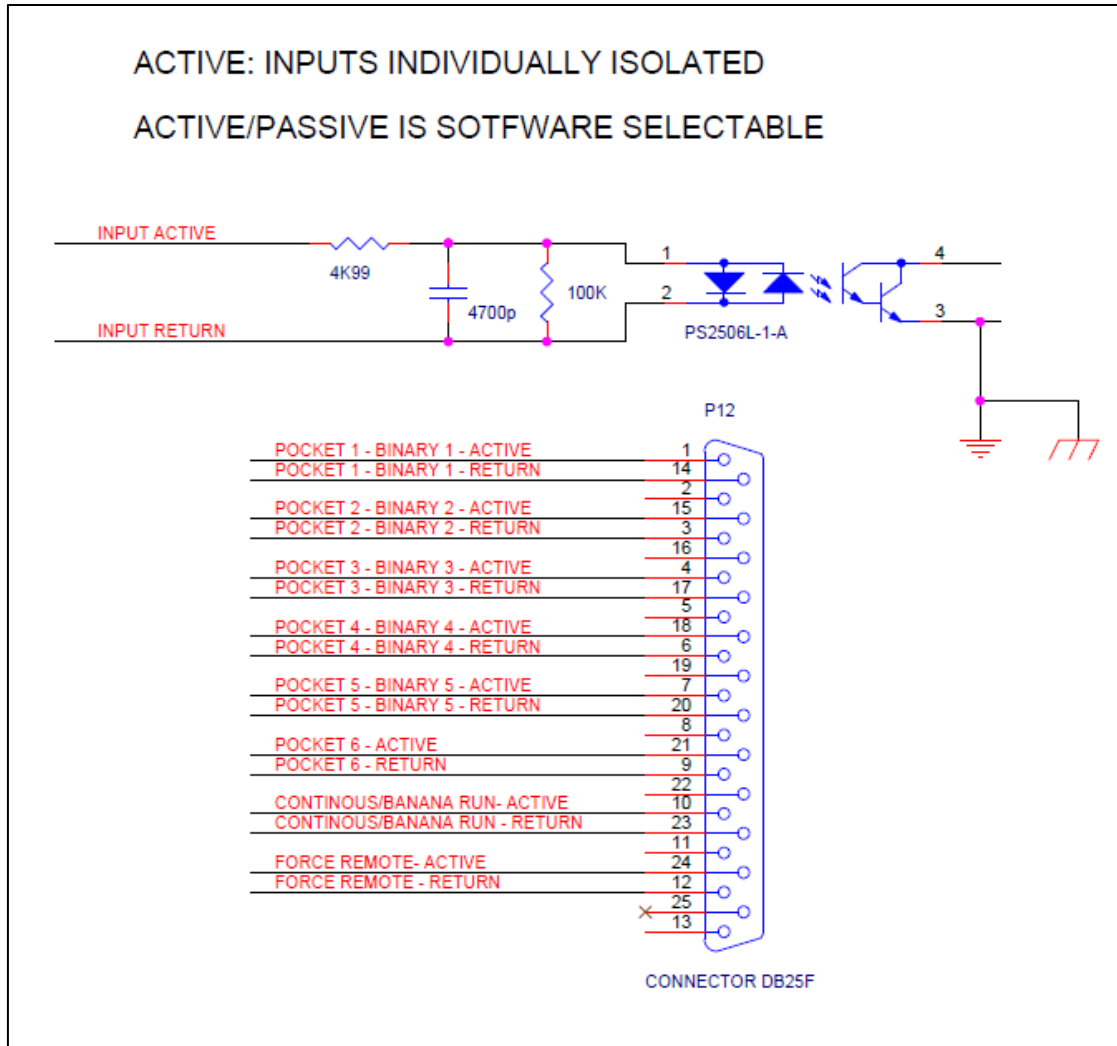 ACTIVE: INPUTS INDIVIDUALLY ISOLATED
ACTIVE/PASSIVE IS SOTFWARE SELECTABLE
INPUT ACTIVE
4K99
4700p
100K
INPUT RETURN
1
2
PS2506L-1-A
4
3
P12
POCKET 1 - BINARY 1 - ACTIVE 1
POCKET 1 - BINARY 1 - RETURN 14
2
POCKET 2 - BINARY 2 - ACTIVE 15
POCKET 2 - BINARY 2 - RETURN 3
16
POCKET 3 - BINARY 3 - ACTIVE 4
POCKET 3 - BINARY 3 - RETURN 17
5
POCKET 4 - BINARY 4 - ACTIVE 18
POCKET 4 - BINARY 4 - RETURN 6
19
POCKET 5 - BINARY 5 - ACTIVE 7
POCKET 5 - BINARY 5 - RETURN 20
8
POCKET 6 - ACTIVE 21
POCKET 6 - RETURN 9
22
CONTINOUS/BANANA RUN- ACTIVE 10
CONTINOUS/BANANA RUN - RETURN 23
11
FORCE REMOTE- ACTIVE 24
FORCE REMOTE - RETURN 12
25
13
CONNECTOR DB25F